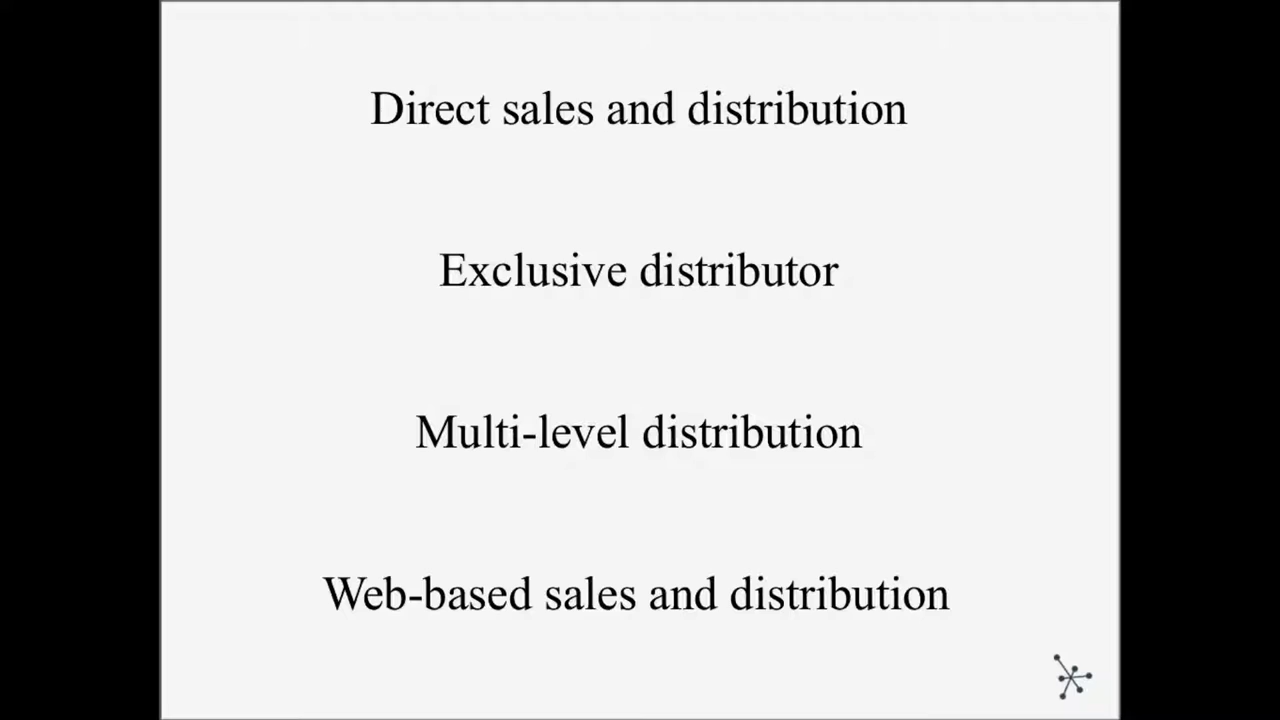 Direct sales and distribution
Exclusive distributor
Multi-level distribution
Web-based sales and distribution